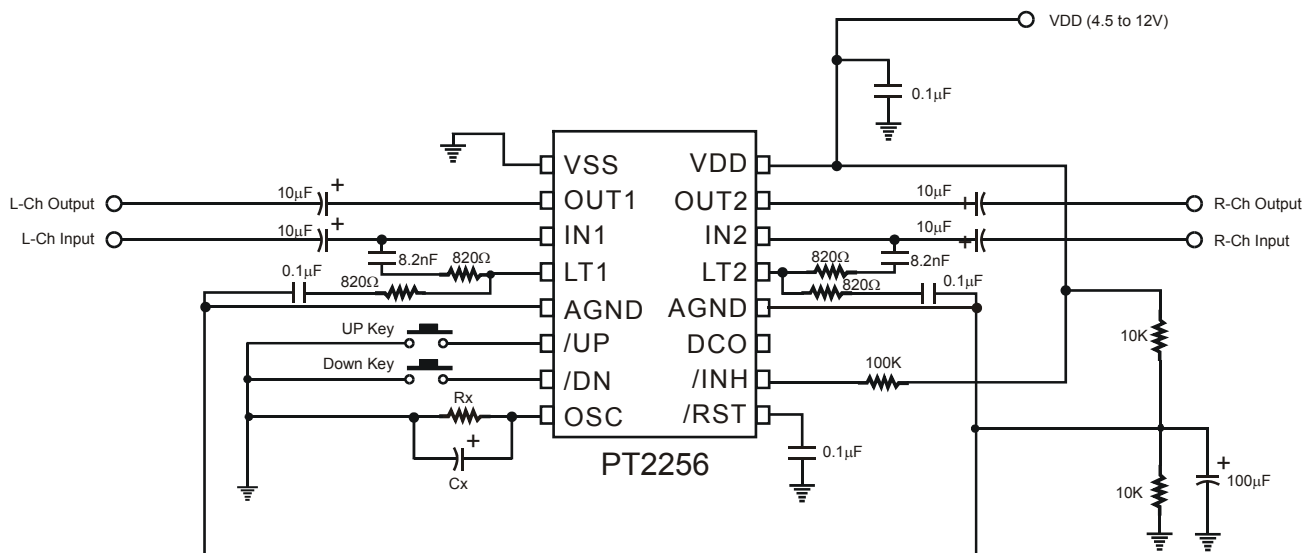 VDD (4.5 to 12V)
0.1μF
VSS
VDD
L-Ch Output
10μF
+
OUT1
OUT2
10μF
+
R-Ch Output
L-Ch Input
10μF
+
IN1
IN2
10μF
+
R-Ch Input
8.2nF
820Ω
LT1
LT2
820Ω
8.2nF
0.1μF
820Ω
820Ω
0.1μF
AGND
AGND
UP Key
/UP
DCO
10K
Down Key
/DN
/INH
100K
Rx
OSC
/RST
+
Cx
PT2256
0.1μF
10K
+
100μF